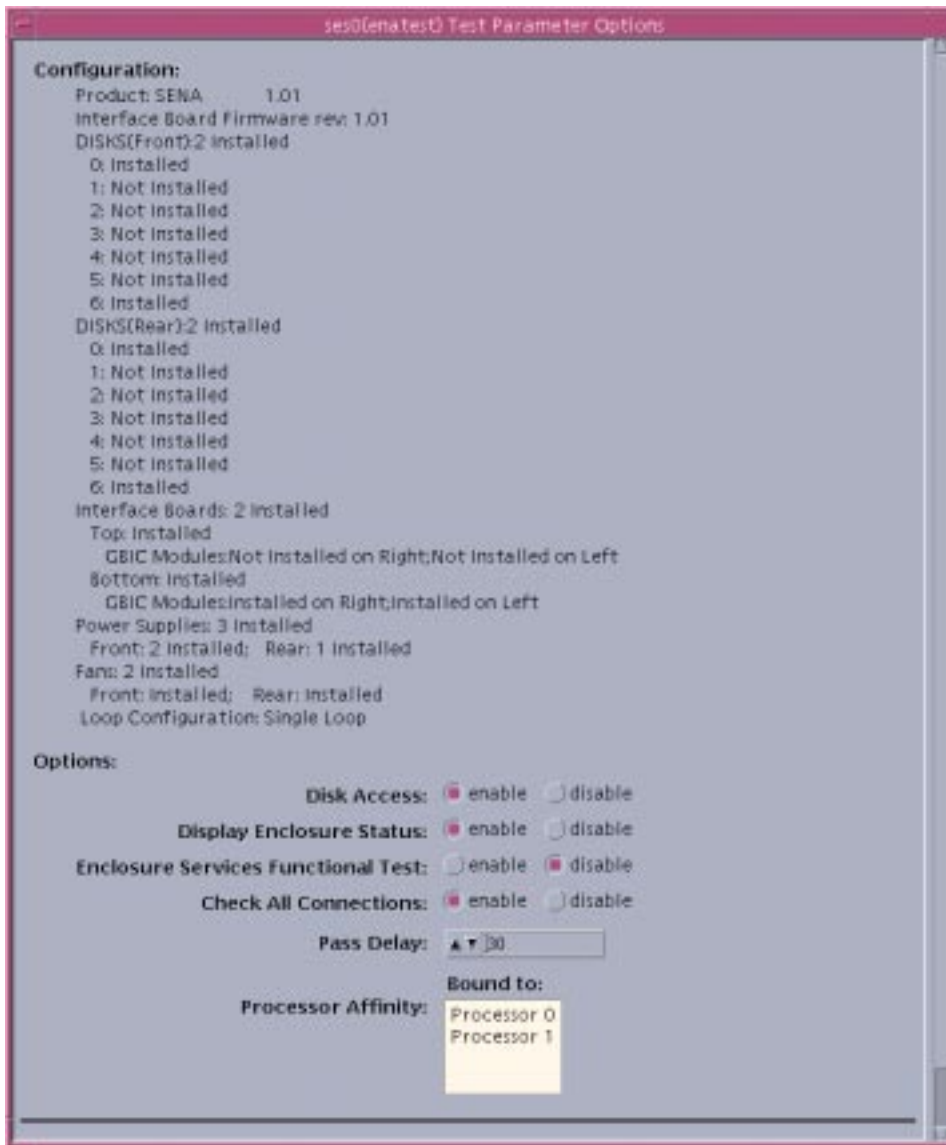 ses0(enatest) Test Parameter Options
Configuration:
Product: SENA 1.01
Interface Board Firmware rev: 1.01
DISKS(Front):2 Installed
0: Installed
1: Not Installed
2: Not Installed
3: Not Installed
4: Not Installed
5: Not Installed
6: Installed
DISKS(Rear):2 Installed
0: Installed
1: Not Installed
2: Not Installed
3: Not Installed
4: Not Installed
5: Not Installed
6: Installed
Interface Boards: 2 Installed
Top: Installed
GBIC Modules:Not Installed on Right;Not Installed on Left
Bottom: Installed
GBIC Modules:Installed on Right;Installed on Left
Power Supplies: 3 Installed
Front: 2 Installed; Rear: 1 Installed
Fans: 2 Installed
Front: Installed; Rear: Installed
Loop Configuration: Single Loop
Options:
Disk Access: enable disable
Display Enclosure Status: enable disable
Enclosure Services Functional Test: enable disable
Check All Connections: enable disable
Pass Delay: 30
Bound to:
Processor Affinity:
Processor 0
Processor 1